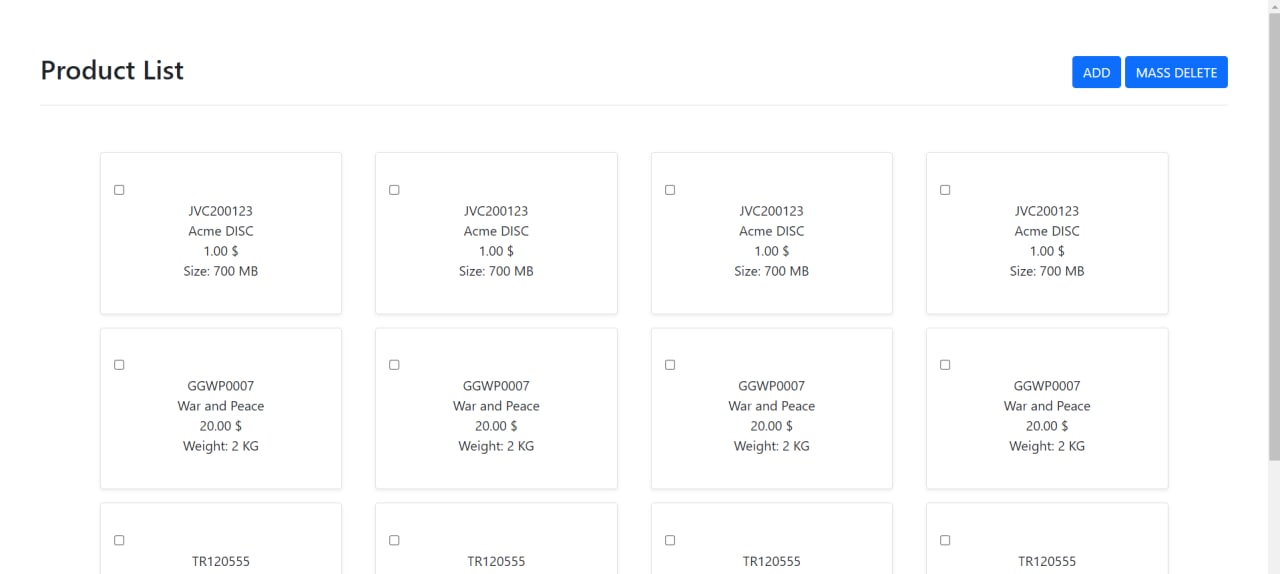 Product List
ADD
MASS DELETE
JVC200123
Acme DISC
1.00 $
Size: 700 MB
JVC200123
Acme DISC
1.00 $
Size: 700 MB
JVC200123
Acme DISC
1.00 $
Size: 700 MB
JVC200123
Acme DISC
1.00 $
Size: 700 MB
GGWP0007
War and Peace
20.00 $
Weight: 2 KG
GGWP0007
War and Peace
20.00 $
Weight: 2 KG
GGWP0007
War and Peace
20.00 $
Weight: 2 KG
GGWP0007
War and Peace
20.00 $
Weight: 2 KG
TR120555
TR120555
TR120555
TR120555